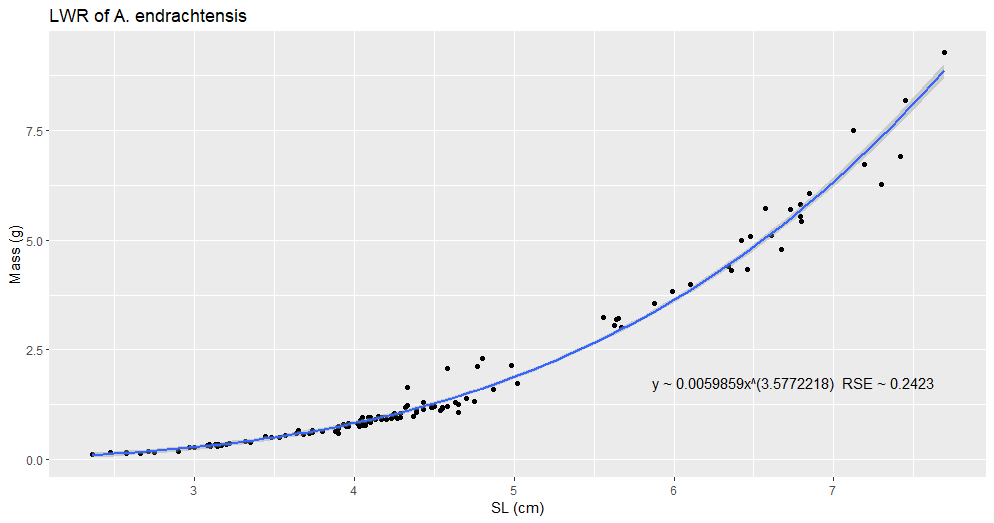 LWR of A. endrachtensis
Mass (g)
7.5
5.0
2.5
0.0
y ~ 0.0059859x^(3.5772218)  RSE ~ 0.2423
3 4 5 6 7
SL (cm)